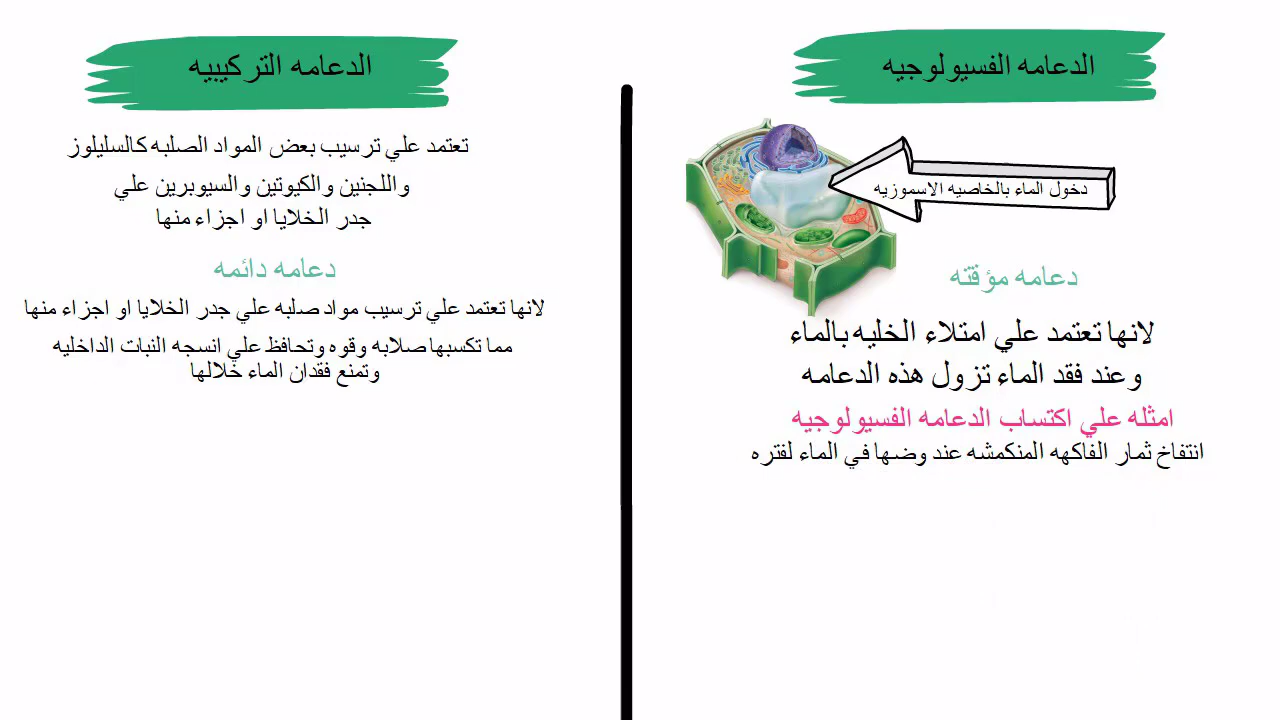 الدعامه الفسيولوجيه
دخول الماء بالخاصيه الاسموزيه
دعامه مؤقته
لانها تعتمد علي امتلاء الخليه بالماء
وعند فقد الماء تزول هذه الدعامه
امثله علي اكتساب الدعامه الفسيولوجيه
انتفاخ ثمار الفاكهه المنكمشه عند وضها في الماء لفتره
الدعامه التركيبيه
تعتمد علي ترسيب بعض المواد الصلبه كالسليلوز
واللجنين والكيوتين والسيوبرين علي
جدر الخلايا او اجزاء منها
دعامه دائمه
لانها تعتمد علي ترسيب مواد صلبه علي جدر الخلايا او اجزاء منها
مما تكسبها صلابه وقوه وتحافظ علي انسجه النبات الداخليه
وتمنع فقدان الماء خلالها